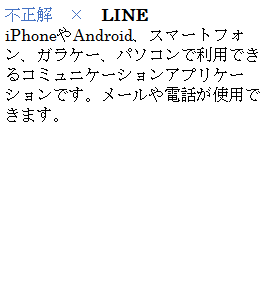 不正解　×　LINE
iPhoneやAndroid、スマートフォ
ン、ガラケー、パソコンで利用でき
るコミュニケーションアプリケー
ションです。メールや電話が使用で
きます。